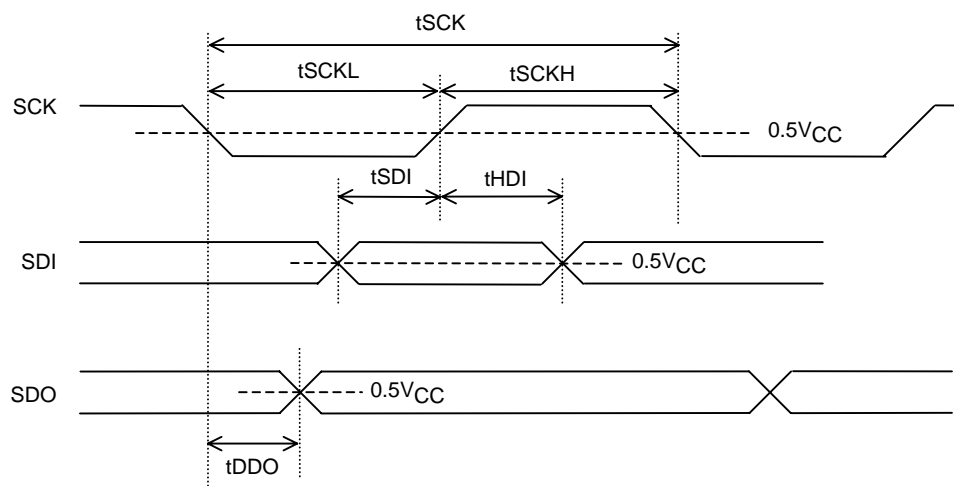 tSCK
tSCKL tSCKH
SCK
0.5VCC
tSDI tHDI
SDI
0.5VCC
SDO
0.5VCC
tDDO